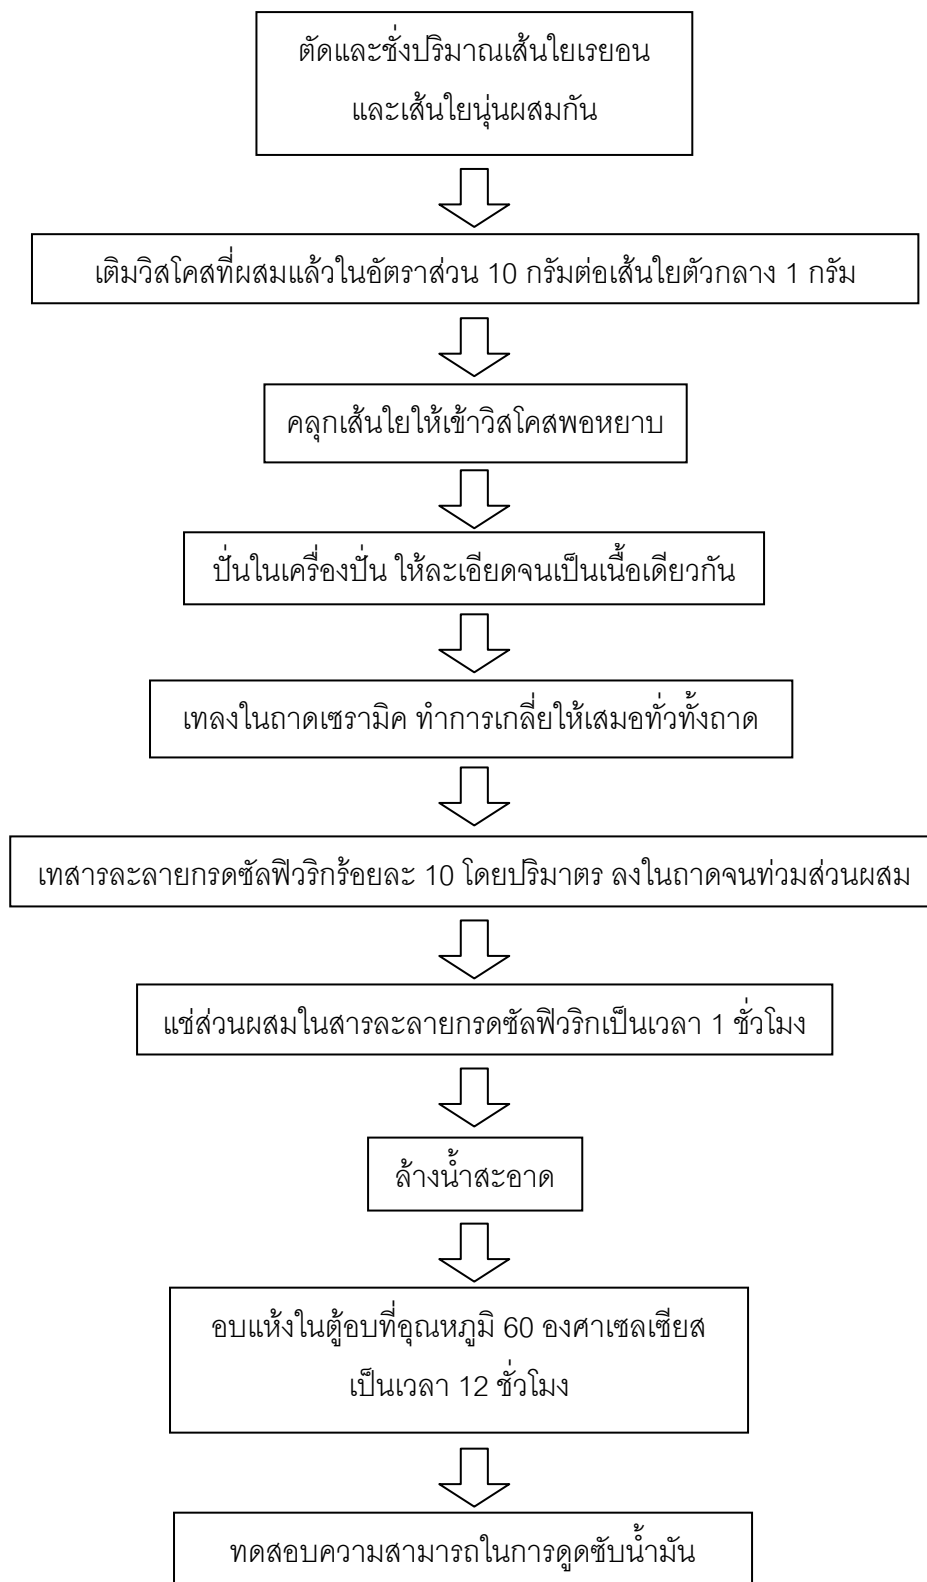 ตัดและชั่งปริมาณเส้นใยเรยอน
และเส้นใยนุ่นผสมกัน
เติมวิสโคสที่ผสมแล้วในอัตราส่วน 10 กรัมต่อเส้นใยตัวกลาง 1 กรัม
คลุกเส้นใยให้เข้าวิสโคสพอหยาบ
ปั่นในเครื่องปั่น ให้ละเอียดจนเป็นเนื้อเดียวกัน
เทลงในถาดเซรามิค ทำการเกลี่ยให้เสมอทั่วทั้งถาด
เทสารละลายกรดซัลฟิวริกร้อยละ 10 โดยปริมาตร ลงในถาดจนท่วมส่วนผสม
แช่ส่วนผสมในสารละลายกรดซัลฟิวริกเป็นเวลา 1 ชั่วโมง
ล้างน้ำสะอาด
อบแห้งในตู้อบที่อุณหภูมิ 60 องศาเซลเซียส
เป็นเวลา 12 ชั่วโมง
ทดสอบความสามารถในการดูดซับน้ำมัน